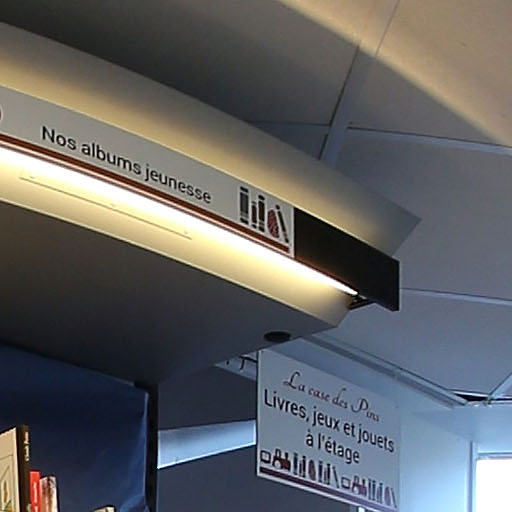 Nos albums jeunesse
La case des Pins
Livres, jeux et jouets
à l'étage